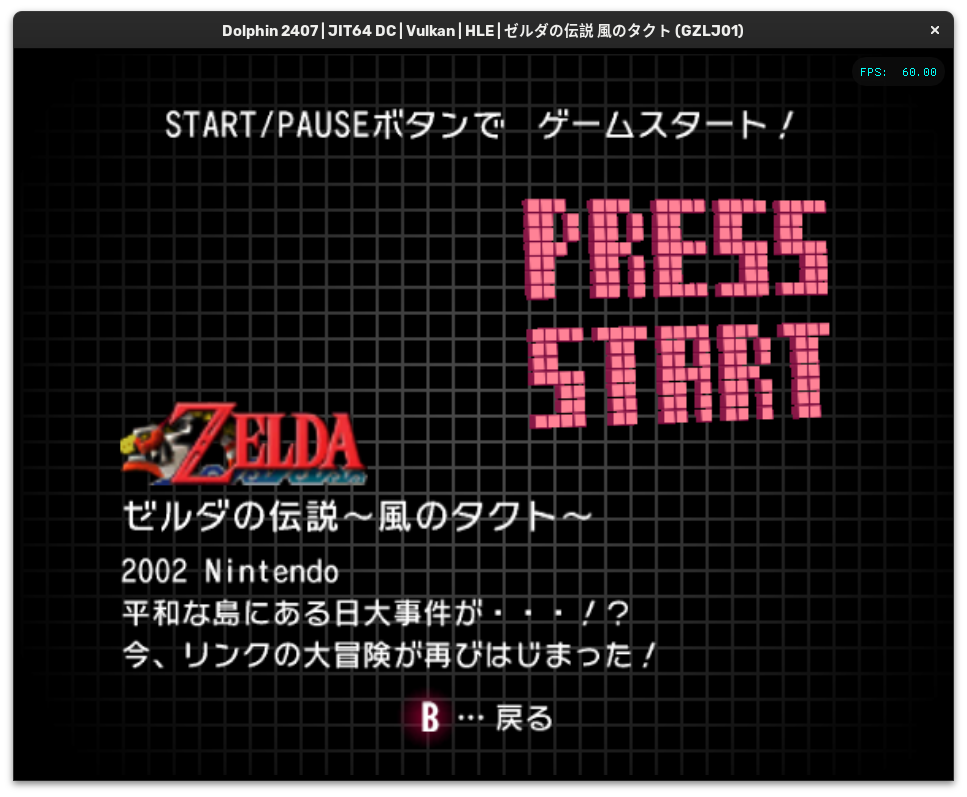 Dolphin 2407 | JIT64 DC | Vulkan | HLE | ゼルダの伝説 風のタクト (GZLJ01)
FPS: 60.00
START/PAUSEボタンで ゲームスタート！
PRESS
START
ZELDA
ゼルダの伝説～風のタクト～
2002 Nintendo
平和な島にある日大事件が・・・！？
今、リンクの大冒険が再びはじまった！
B … 戻る